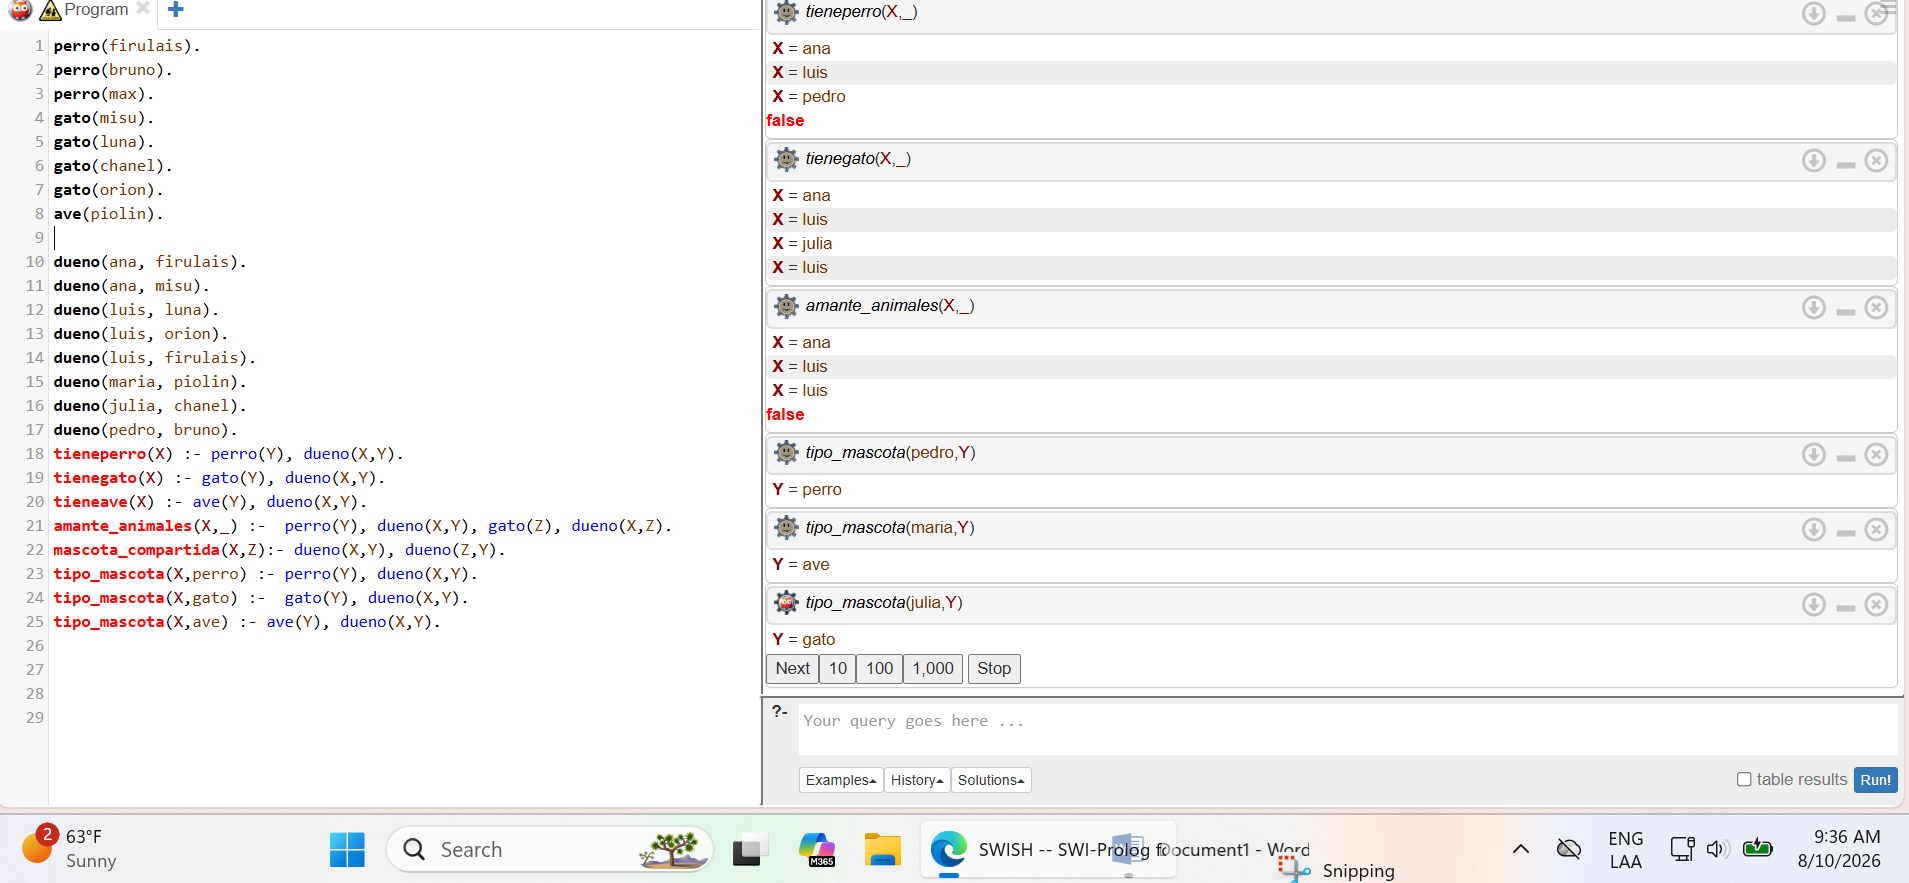 Program
1 perro(firulais).
2 perro(bruno).
3 perro(max).
4 gato(misu).
5 gato(luna).
6 gato(chanel).
7 gato(orion).
8 ave(piolin).
9
10 dueno(ana, firulais).
11 dueno(ana, misu).
12 dueno(luis, luna).
13 dueno(luis, orion).
14 dueno(luis, firulais).
15 dueno(maria, piolin).
16 dueno(julia, chanel).
17 dueno(pedro, bruno).
18 tieneperro(X) :- perro(Y), dueno(X,Y).
19 tienegato(X) :- gato(Y), dueno(X,Y).
20 tieneave(X) :- ave(Y), dueno(X,Y).
21 amante_animales(X,_) :-  perro(Y), dueno(X,Y), gato(Z), dueno(X,Z).
22 mascota_compartida(X,Z):- dueno(X,Y), dueno(Z,Y).
23 tipo_mascota(X,perro) :- perro(Y), dueno(X,Y).
24 tipo_mascota(X,gato) :-  gato(Y), dueno(X,Y).
25 tipo_mascota(X,ave) :- ave(Y), dueno(X,Y).
26
27
28
29
tieneperro(X,_)
X = ana
X = luis
X = pedro
false
tienegato(X,_)
X = ana
X = luis
X = julia
X = luis
amante_animales(X,_)
X = ana
X = luis
X = luis
false
tipo_mascota(pedro,Y)
Y = perro
tipo_mascota(maria,Y)
Y = ave
tipo_mascota(julia,Y)
Y = gato
Next 10 100 1,000 Stop
?- Your query goes here ...
Examples History Solutions table results Run!
2 63°F
Sunny
Search
M365
SWISH -- SWI-Prolog f
Document1 - Word
Snipping
ENG
LAA
9:36 AM
8/10/2026